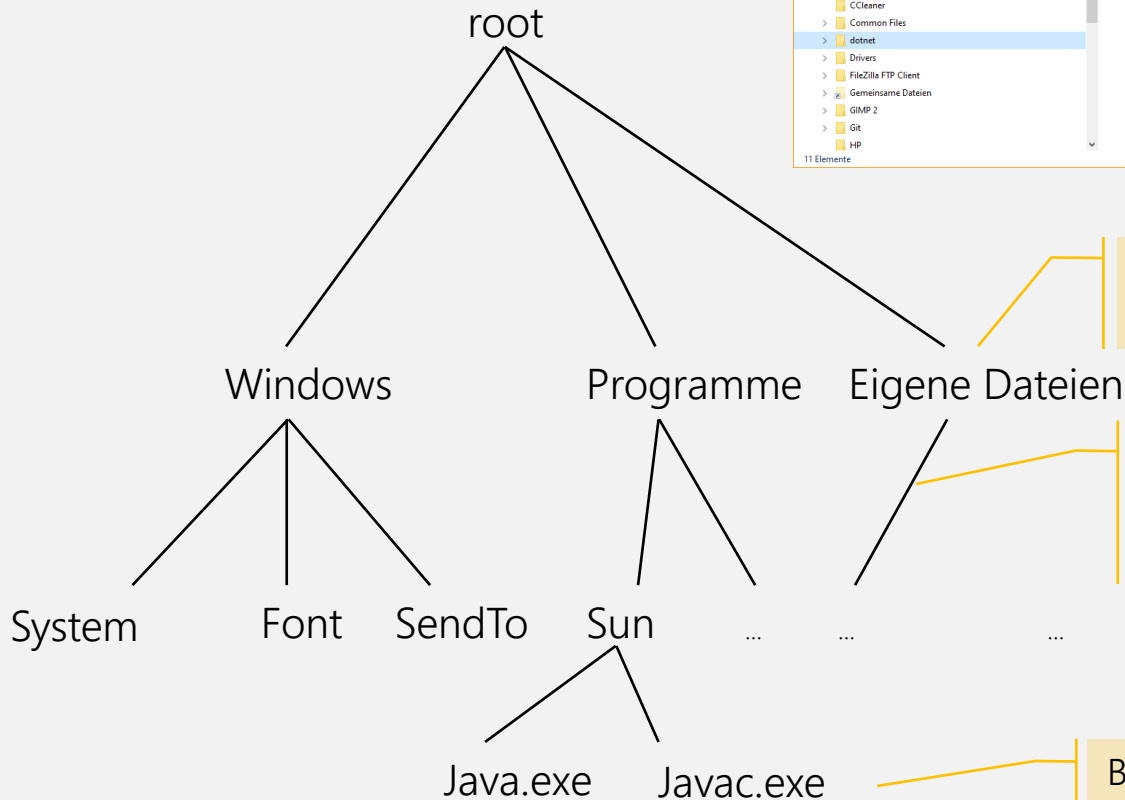 root
CCleaner
Common Files
dotnet
Drivers
FileZilla FTP Client
Gemeinsame Dateien
GIMP 2
Git
HP
11 Elemente
Windows
Programme
Eigene Dateien
System
Font
SendTo
Sun
...
...
...
Java.exe
Javac.exe
B